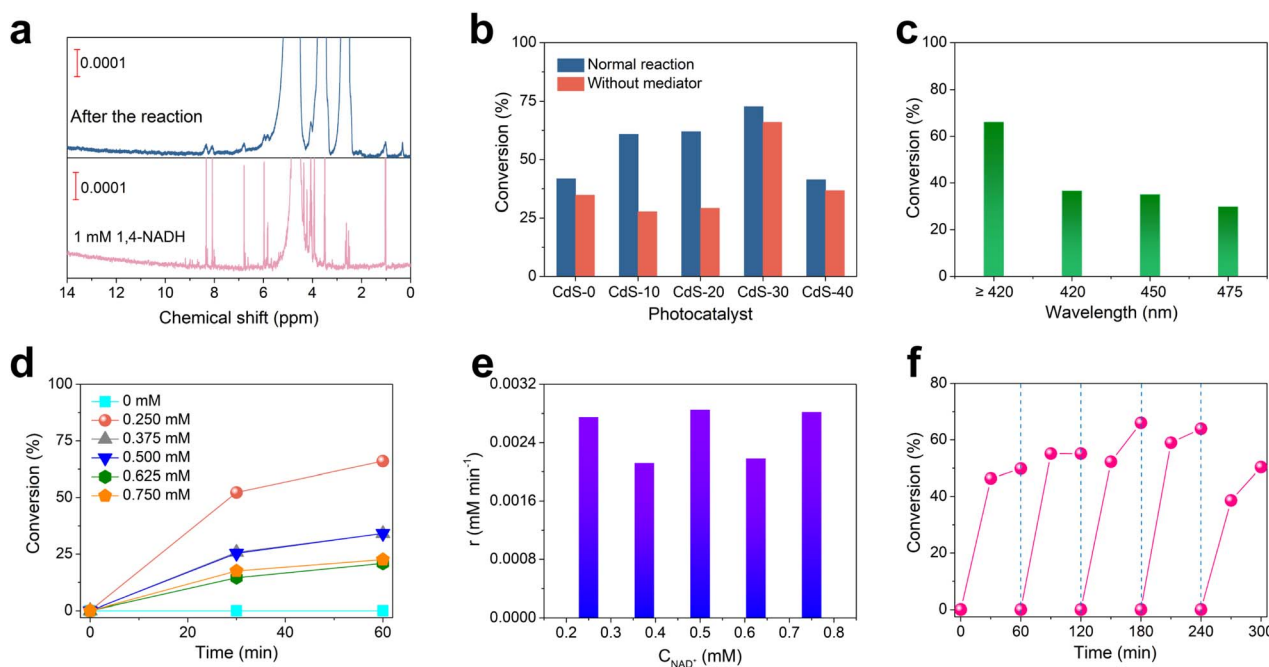 a
0.0001
After the reaction
0.0001
1 mM 1,4-NADH
14 12 10 8 6 4 2 0
Chemical shift (ppm)
b
100
75
50
25
0
Conversion (%)
Normal reaction
Without mediator
CdS-0 CdS-10 CdS-20 CdS-30 CdS-40
Photocatalyst
c
100
80
60
40
20
0
Conversion (%)
≥ 420 420 450 475
Wavelength (nm)
d
100
75
50
25
0
Conversion (%)
0 mM
0.250 mM
0.375 mM
0.500 mM
0.625 mM
0.750 mM
0 20 40 60
Time (min)
e
0.0032
0.0024
0.0016
0.0008
0.0000
r (mM min⁻¹)
0.2 0.3 0.4 0.5 0.6 0.7 0.8
C_NAD⁺ (mM)
f
80
60
40
20
0
Conversion (%)
0 60 120 180 240 300
Time (min)